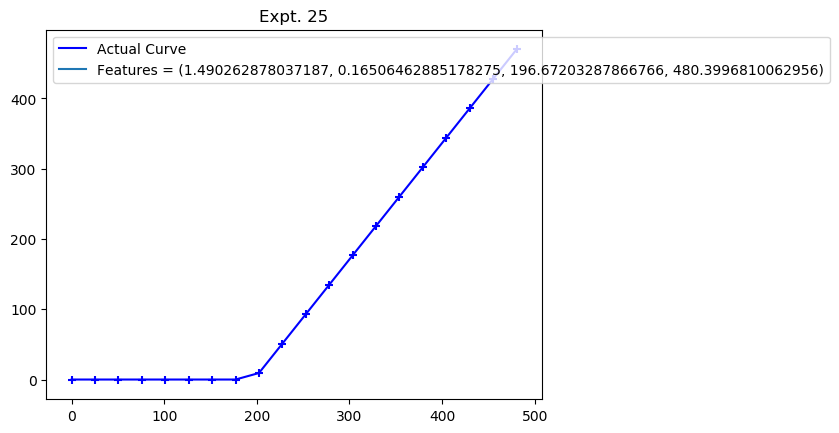 Expt. 25
Actual Curve
Features = (1.490262878037187, 0.16506462885178275, 196.67203287866766, 480.3996810062956)
400
300
200
100
0
0 100 200 300 400 500